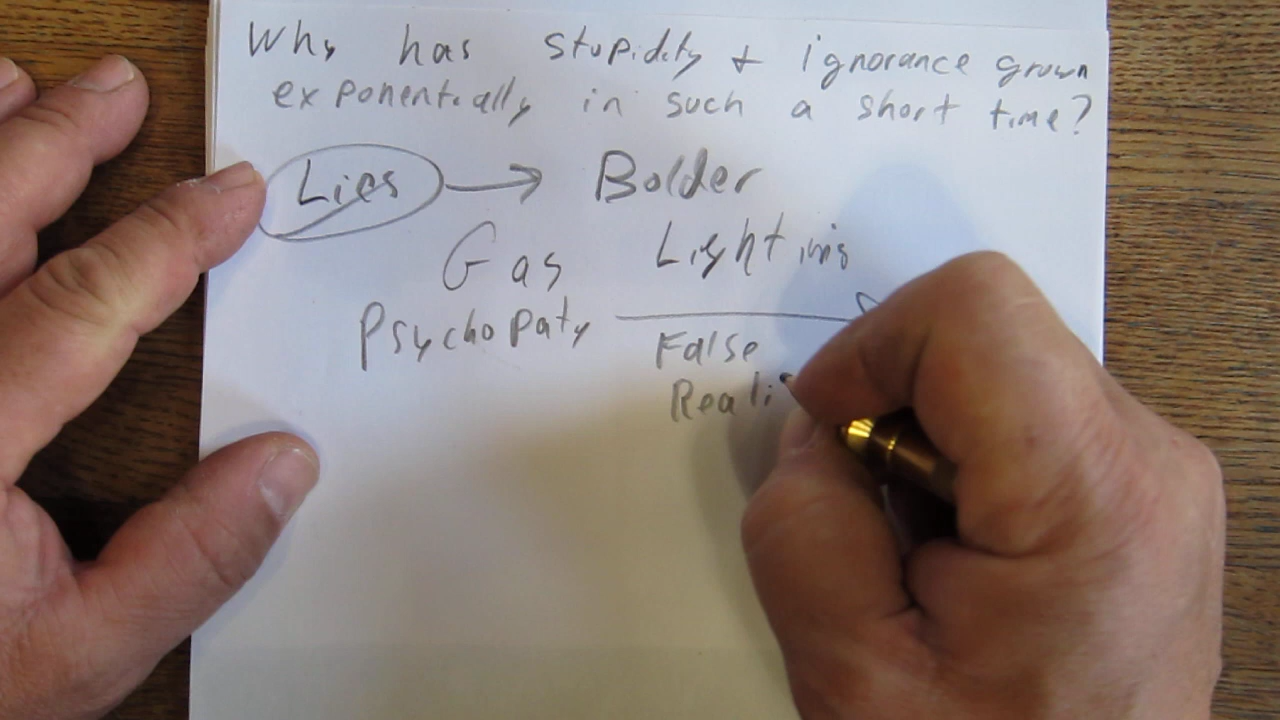 Why has stupidity + ignorance grown
exponentially in such a short time?
Lies → Bolder
Gas Lighting
Psychopaty
False
Reali